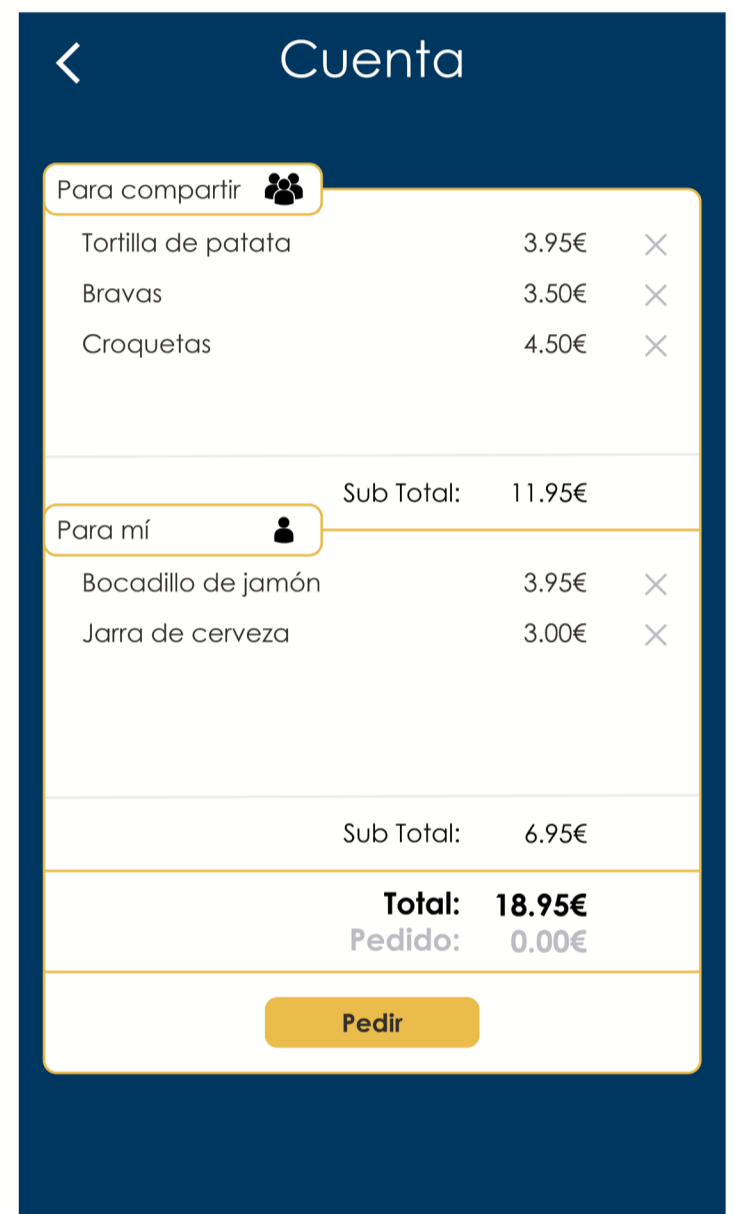 Cuenta
Para compartir
Tortilla de patata 3.95€
Bravas 3.50€
Croquetas 4.50€
Sub Total: 11.95€
Para mí
Bocadillo de jamón 3.95€
Jarra de cerveza 3.00€
Sub Total: 6.95€
Total: 18.95€
Pedido: 0.00€
Pedir